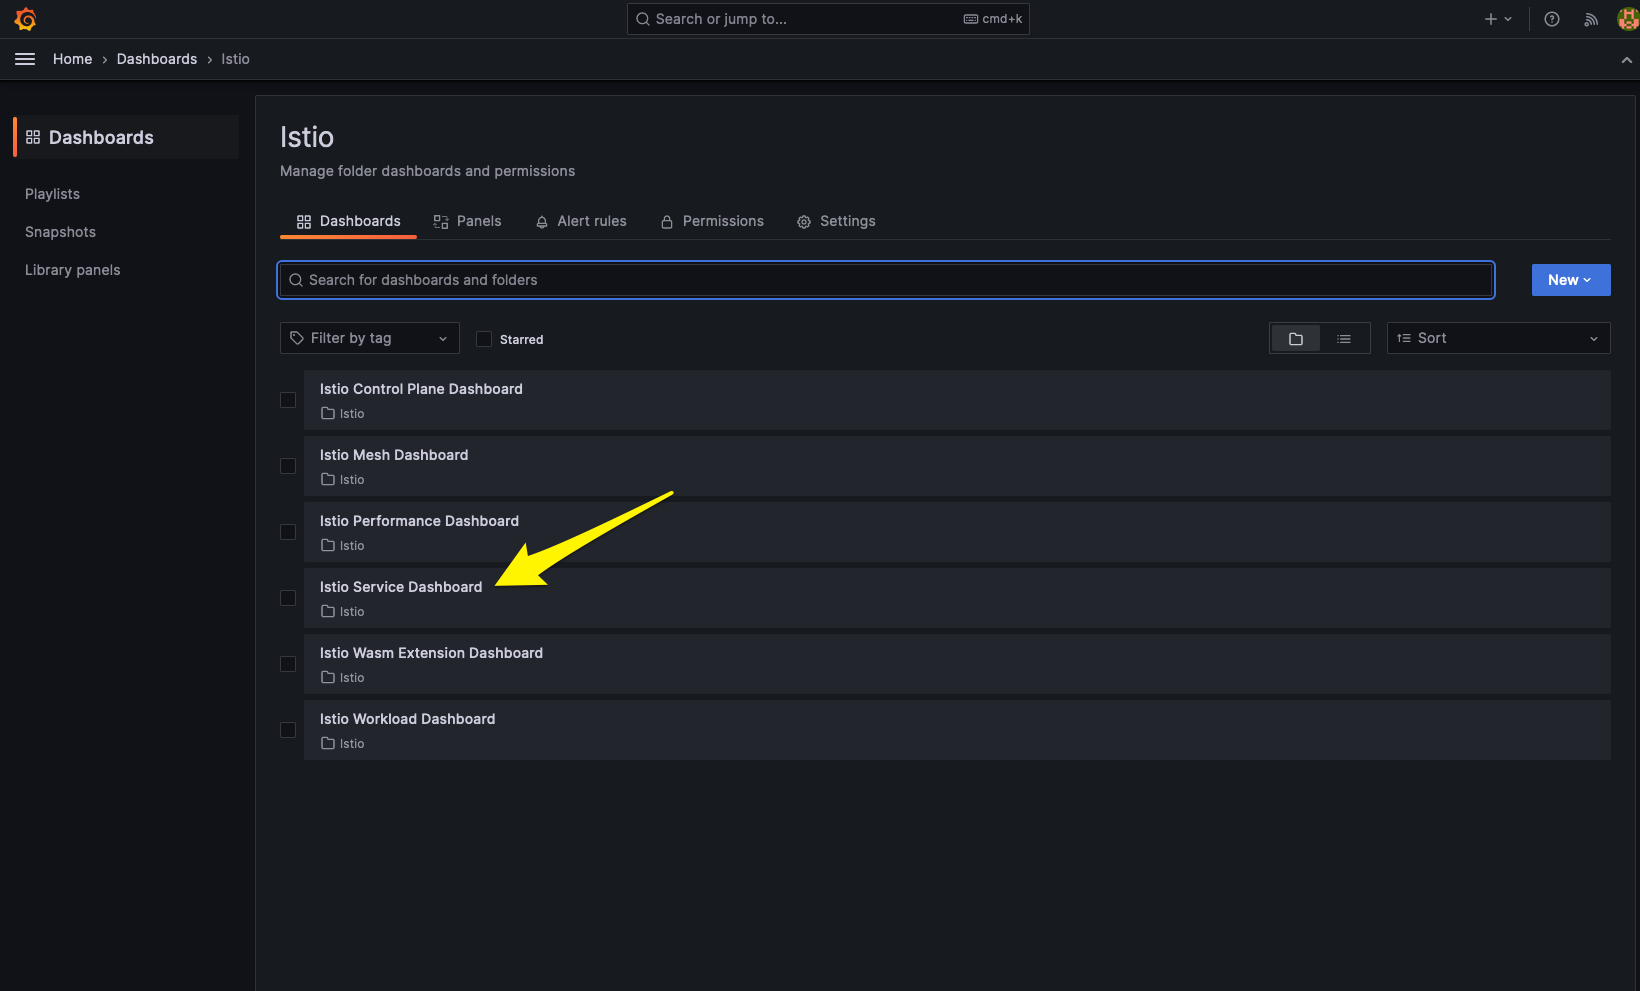 Search or jump to...
cmd+k
Home › Dashboards › Istio
Dashboards
Playlists
Snapshots
Library panels
Istio
Manage folder dashboards and permissions
Dashboards Panels Alert rules Permissions Settings
Search for dashboards and folders
New
Filter by tag
Starred
Sort
Istio Control Plane Dashboard
Istio
Istio Mesh Dashboard
Istio
Istio Performance Dashboard
Istio
Istio Service Dashboard
Istio
Istio Wasm Extension Dashboard
Istio
Istio Workload Dashboard
Istio